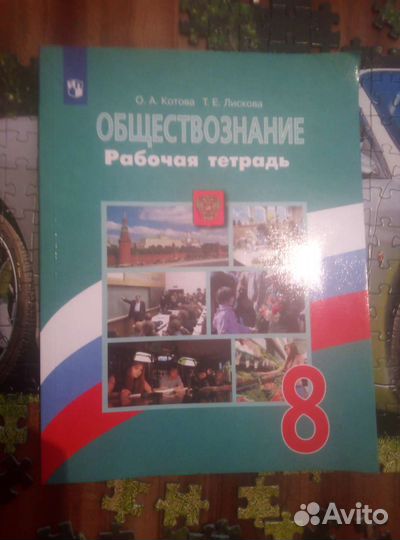 О. А. Котова Т. Е. Лискова
ОБЩЕСТВОЗНАНИЕ
Рабочая тетрадь
8
Avito